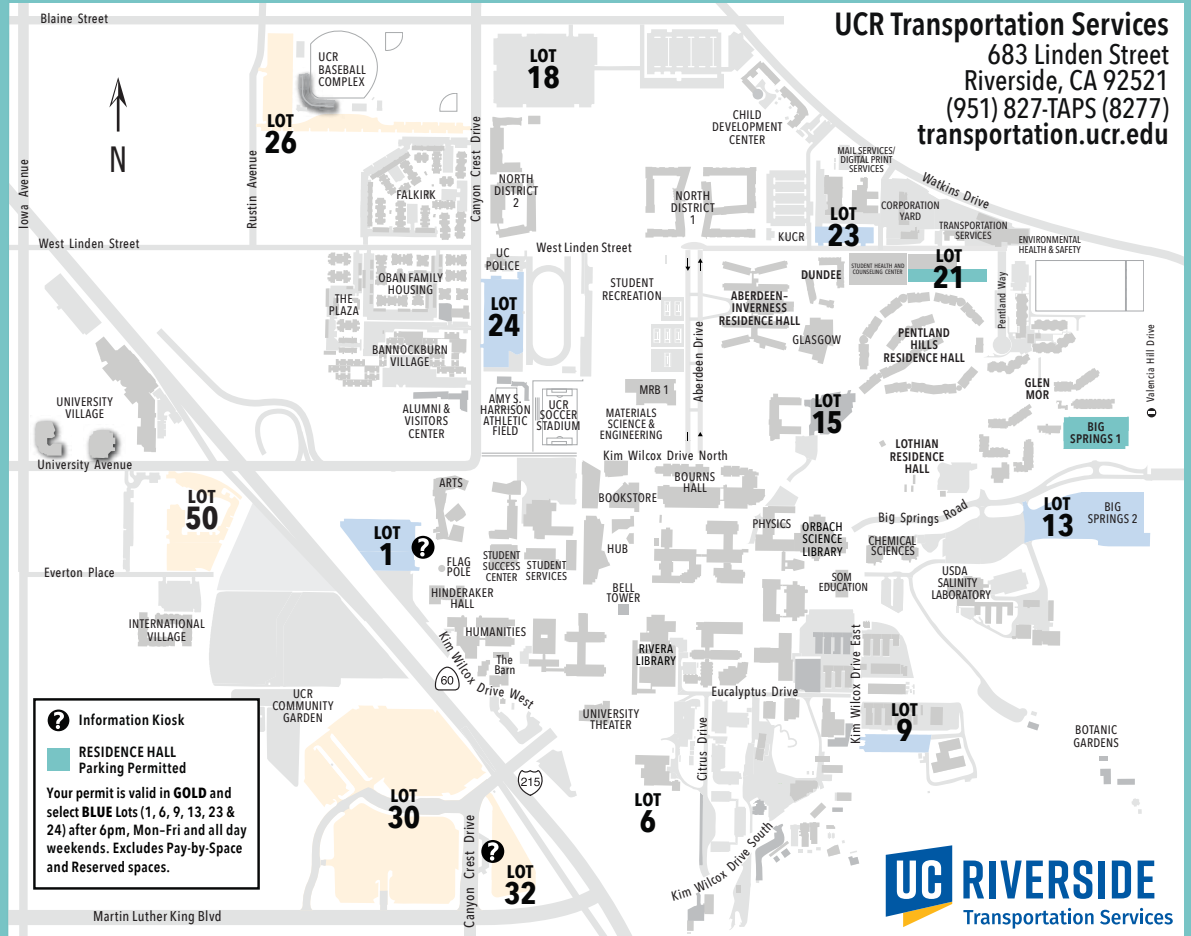 UCR Transportation Services
683 Linden Street
Riverside, CA 92521
(951) 827-TAPS (8277)
transportation.ucr.edu
Blaine Street
UCR
BASEBALL
COMPLEX
LOT
18
LOT
26
N
Iowa Avenue
Rustin Avenue
Canyon Crest Drive
CHILD
DEVELOPMENT
CENTER
MAIL SERVICES/
DIGITAL PRINT
SERVICES
Watkins Drive
FALKIRK
NORTH
DISTRICT
2
NORTH
DISTRICT
1
LOT
23
CORPORATION
YARD
TRANSPORTATION
SERVICES
ENVIRONMENTAL
HEALTH & SAFETY
KUCR
West Linden Street
UC
POLICE
West Linden Street
OBAN FAMILY
HOUSING
THE
PLAZA
LOT
24
STUDENT
RECREATION
DUNDEE
STUDENT HEALTH AND
COUNSELING CENTER
LOT
21
ABERDEEN–
INVERNESS
RESIDENCE HALL
Pentland Way
GLASGOW
PENTLAND
HILLS
RESIDENCE HALL
BANNOCKBURN
VILLAGE
Aberdeen Drive
Valencia Hill Drive
UNIVERSITY
VILLAGE
ALUMNI &
VISITORS
CENTER
AMY S.
HARRISON
ATHLETIC
FIELD
UCR
SOCCER
STADIUM
MRB 1
MATERIALS
SCIENCE &
ENGINEERING
LOT
15
GLEN
MOR
BIG
SPRINGS 1
LOTHIAN
RESIDENCE
HALL
University Avenue
Kim Wilcox Drive North
LOT
50
ARTS
BOURNS
HALL
BOOKSTORE
LOT
1
?
PHYSICS
ORBACH
SCIENCE
LIBRARY
Big Springs Road
LOT
13
BIG
SPRINGS 2
CHEMICAL
SCIENCES
FLAG
POLE
STUDENT
SUCCESS
CENTER
STUDENT
SERVICES
HUB
Everton Place
HINDERAKER
HALL
BELL
TOWER
SOM
EDUCATION
USDA
SALINITY
LABORATORY
INTERNATIONAL
VILLAGE
HUMANITIES
The
Barn
RIVERA
LIBRARY
Kim Wilcox Drive West
60
Kim Wilcox Drive East
Eucalyptus Drive
UCR
COMMUNITY
GARDEN
UNIVERSITY
THEATER
LOT
9
BOTANIC
GARDENS
Citrus Drive
215
LOT
6
LOT
30
Canyon Crest Drive
?
LOT
32
Kim Wilcox Drive South
Martin Luther King Blvd
? Information Kiosk
RESIDENCE HALL
Parking Permitted
Your permit is valid in GOLD and
select BLUE Lots (1, 6, 9, 13, 23 &
24) after 6pm, Mon–Fri and all day
weekends. Excludes Pay-by-Space
and Reserved spaces.
UC RIVERSIDE
Transportation Services